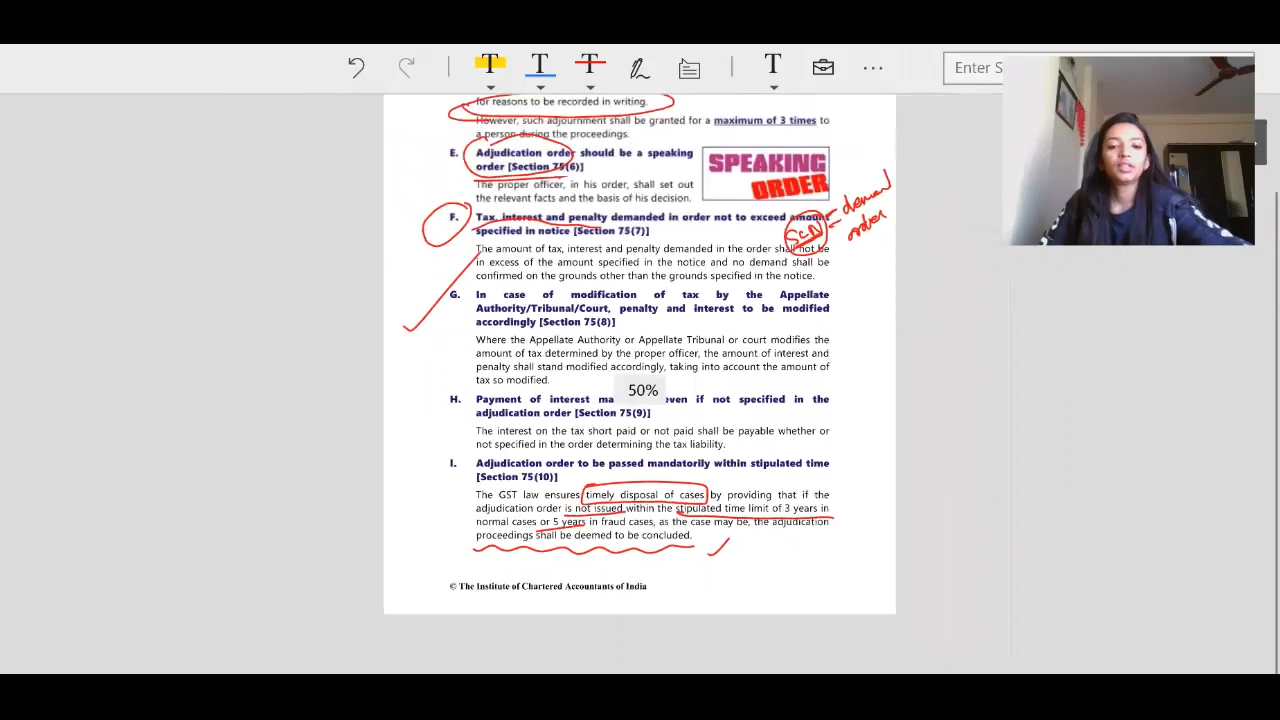 T T T T ... Enter S
for reasons to be recorded in writing.
However, such adjournment shall be granted for a maximum of 3 times to
a person during the proceedings.
E. Adjudication order should be a speaking
order [Section 75(6)]
The proper officer, in his order, shall set out
the relevant facts and the basis of his decision.
SPEAKING
ORDER
F. Tax, interest and penalty demanded in order not to exceed amount
specified in notice [Section 75(7)]
SCN
demand
order
The amount of tax, interest and penalty demanded in the order shall not be
in excess of the amount specified in the notice and no demand shall be
confirmed on the grounds other than the grounds specified in the notice.
G. In case of modification of tax by the Appellate
Authority/Tribunal/Court, penalty and interest to be modified
accordingly [Section 75(8)]
Where the Appellate Authority or Appellate Tribunal or court modifies the
amount of tax determined by the proper officer, the amount of interest and
penalty shall stand modified accordingly, taking into account the amount of
tax so modified.
50%
H. Payment of interest ma even if not specified in the
adjudication order [Section 75(9)]
The interest on the tax short paid or not paid shall be payable whether or
not specified in the order determining the tax liability.
I. Adjudication order to be passed mandatorily within stipulated time
[Section 75(10)]
The GST law ensures timely disposal of cases by providing that if the
adjudication order is not issued within the stipulated time limit of 3 years in
normal cases or 5 years in fraud cases, as the case may be, the adjudication
proceedings shall be deemed to be concluded.
© The Institute of Chartered Accountants of India